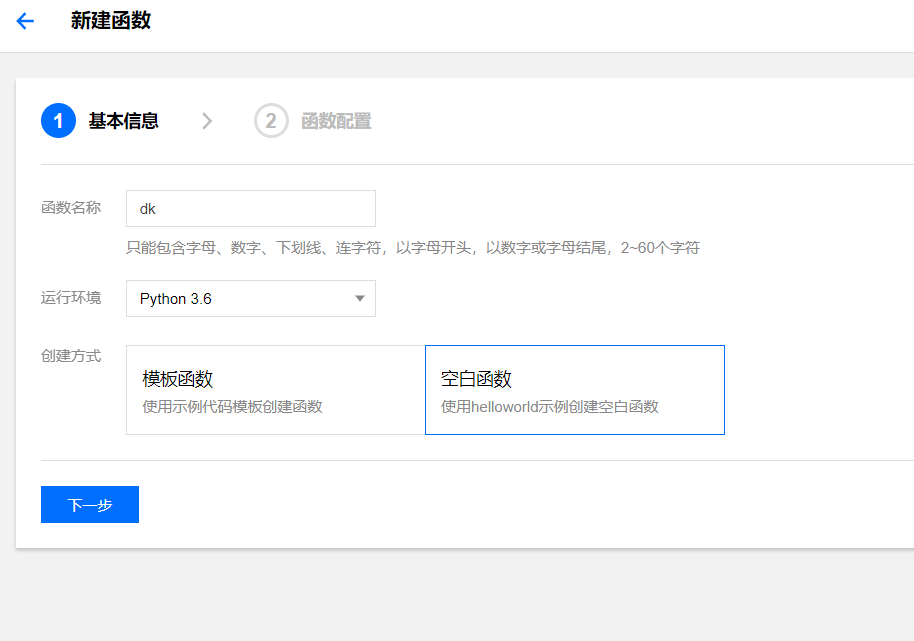 新建函数
1 基本信息 2 函数配置
函数名称 dk
只能包含字母、数字、下划线、连字符，以字母开头，以数字或字母结尾，2~60个字符
运行环境 Python 3.6
创建方式
模板函数
使用示例代码模板创建函数
空白函数
使用helloworld示例创建空白函数
下一步